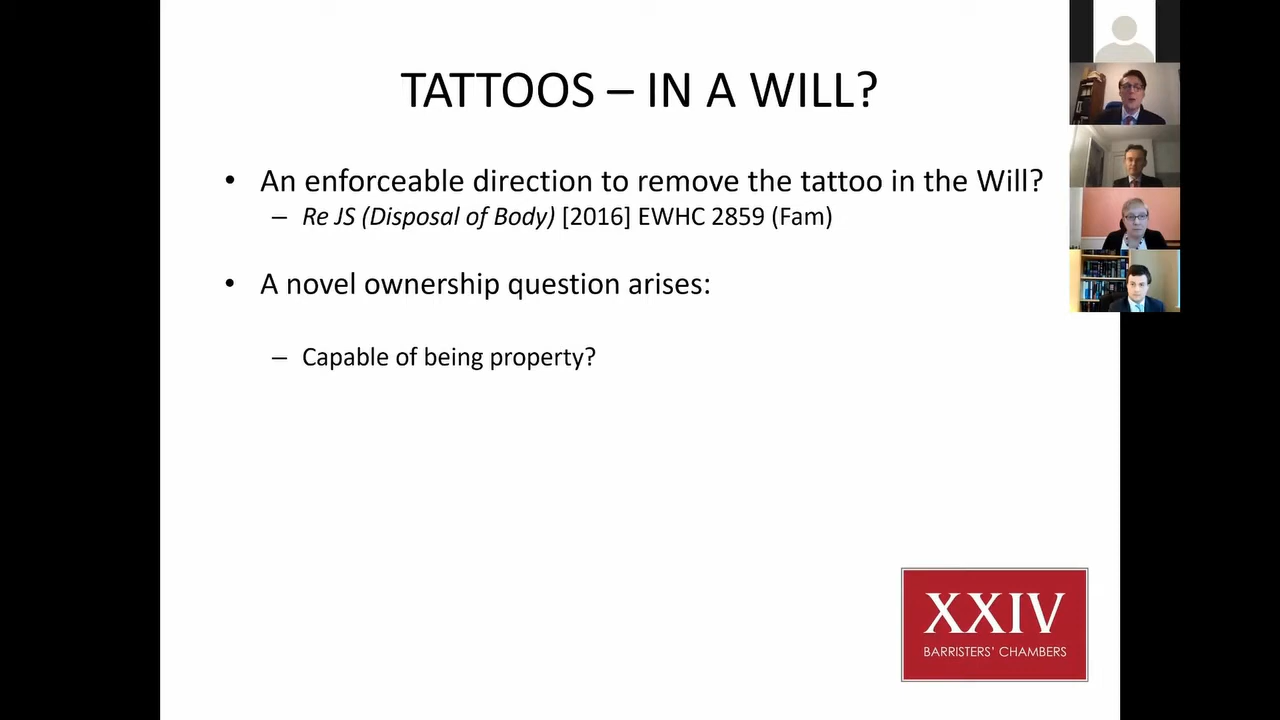 TATTOOS – IN A WILL?
• An enforceable direction to remove the tattoo in the Will?
– Re JS (Disposal of Body) [2016] EWHC 2859 (Fam)
• A novel ownership question arises:
– Capable of being property?
XXIV
BARRISTERS' CHAMBERS